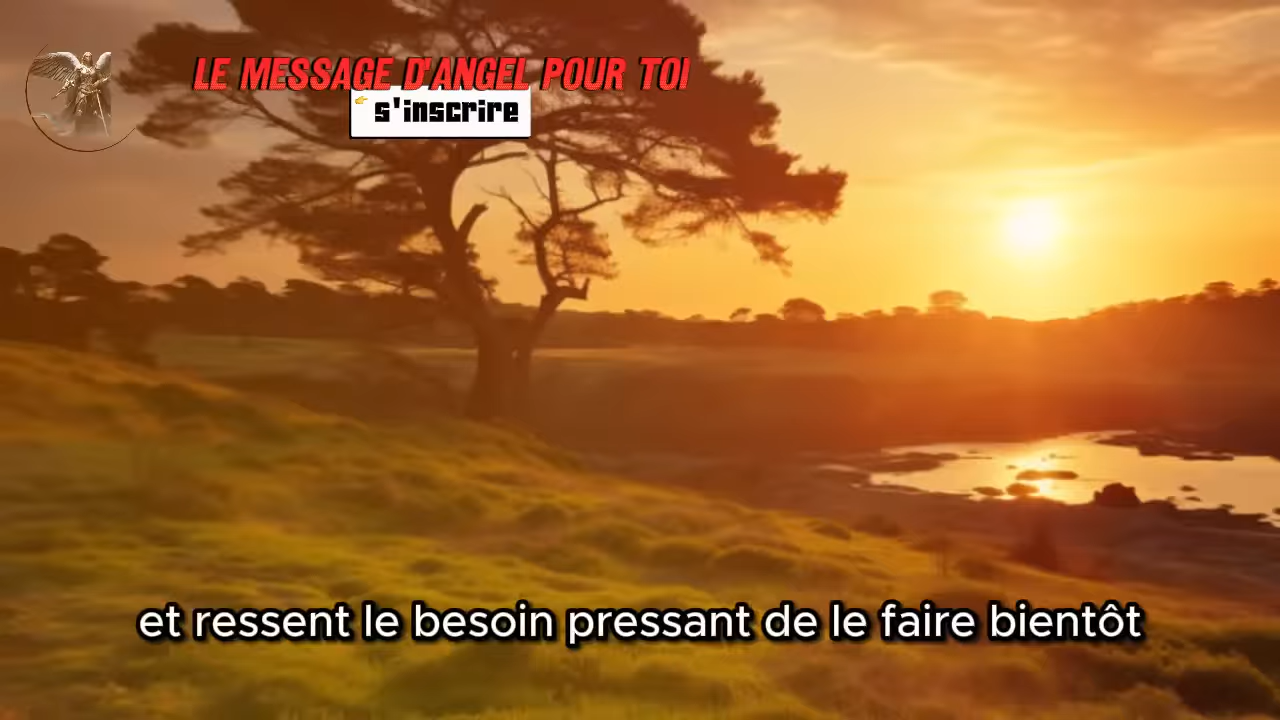 LE MESSAGE D'ANGEL POUR TOI
👉 s'inscrire
et ressent le besoin pressant de le faire bientôt